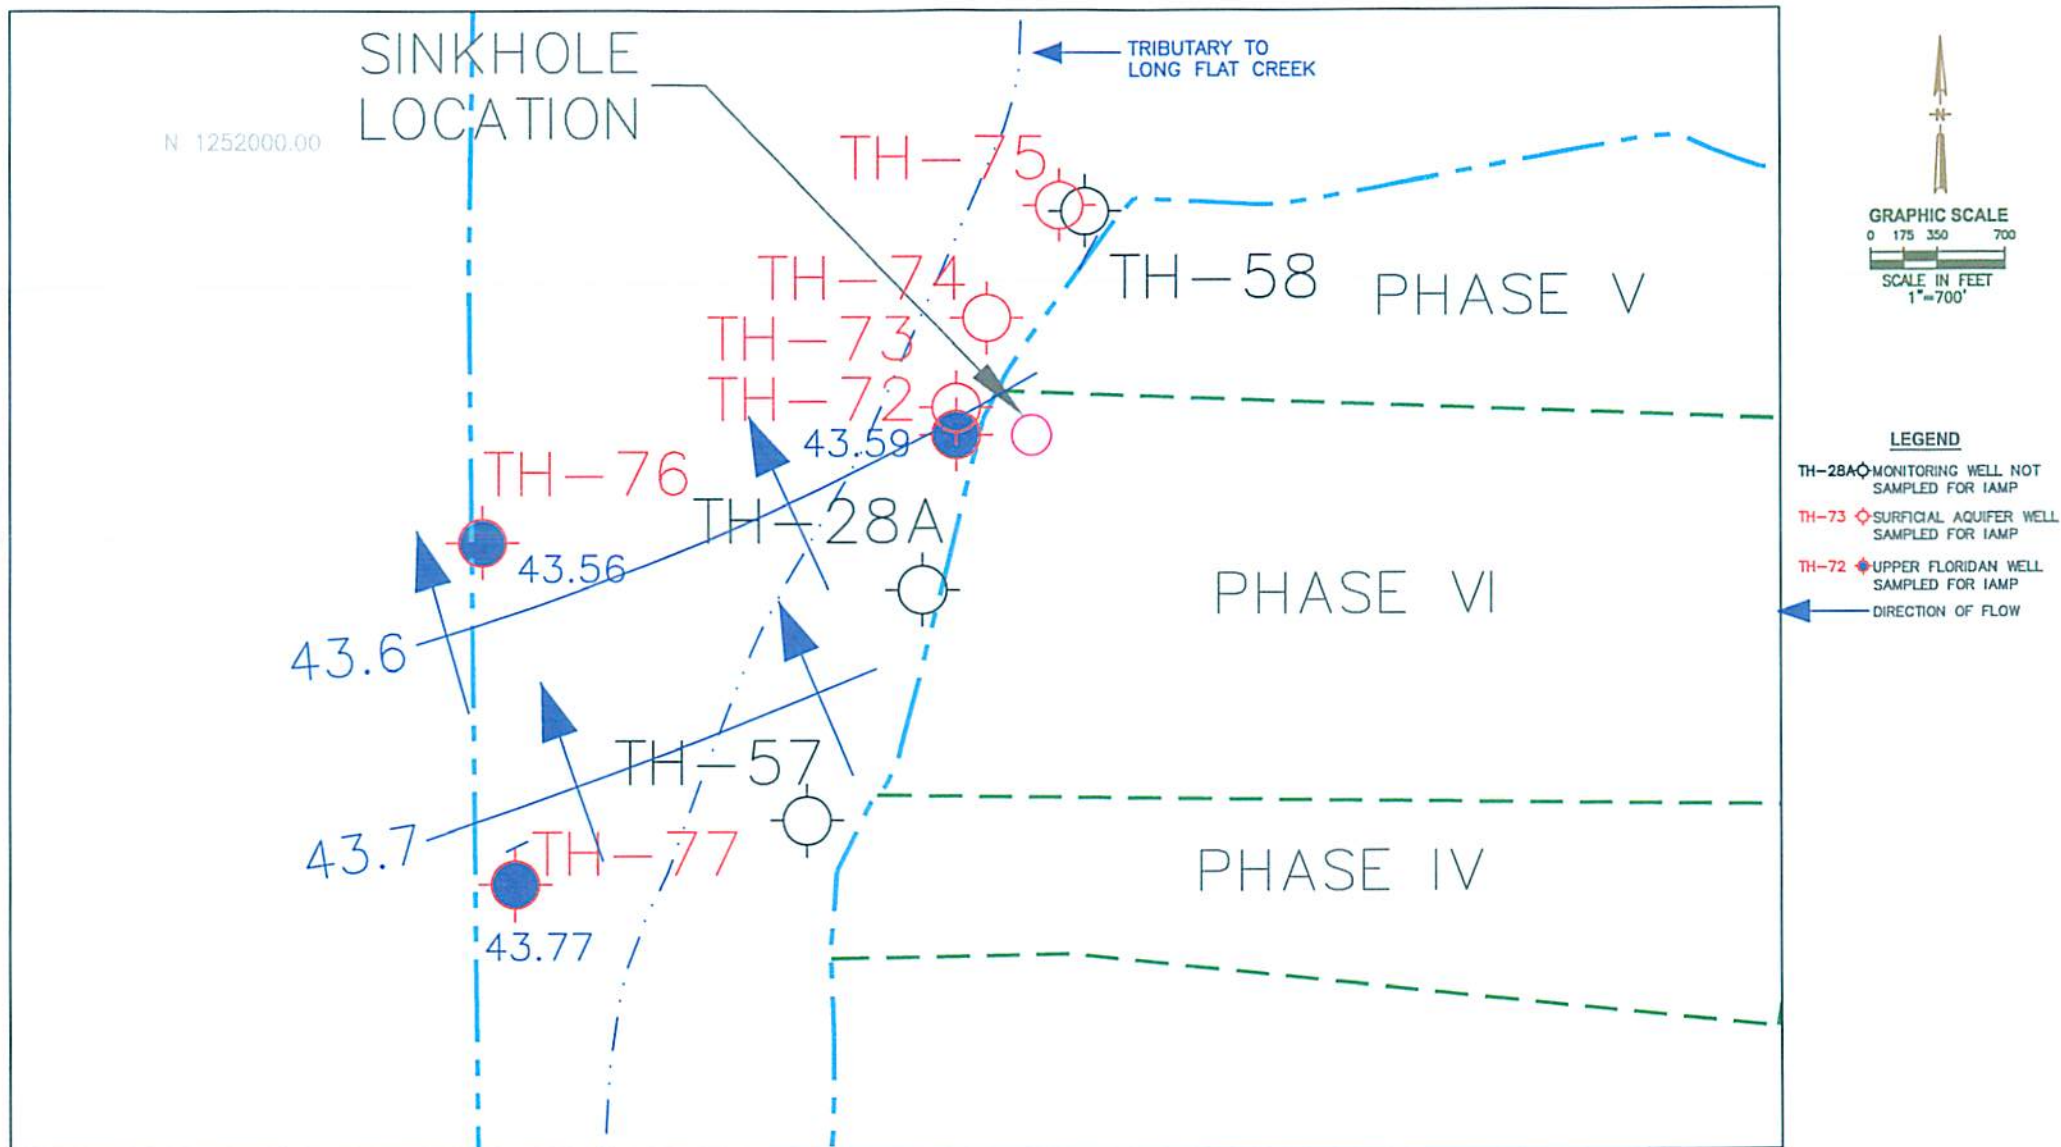 SINKHOLE
LOCATION
TRIBUTARY TO
LONG FLAT CREEK
N 1252000.00
TH-75
TH-58
PHASE V
TH-74
TH-73
TH-72
43.59
TH-76
43.56
TH-28A
PHASE VI
43.6
TH-57
43.7
TH-77
43.77
PHASE IV
N
GRAPHIC SCALE
0 175 350 700
SCALE IN FEET
1"=700'
LEGEND
TH-28A MONITORING WELL NOT
SAMPLED FOR IAMP
TH-73 SURFICIAL AQUIFER WELL
SAMPLED FOR IAMP
TH-72 UPPER FLORIDAN WELL
SAMPLED FOR IAMP
DIRECTION OF FLOW